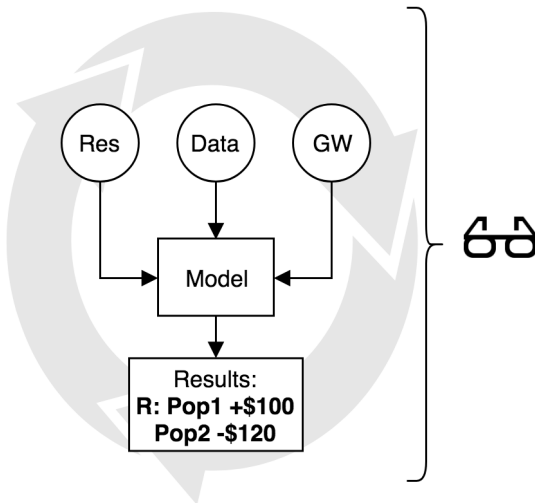 Res
Data
GW
Model
Results:
R: Pop1 +$100
Pop2 -$120